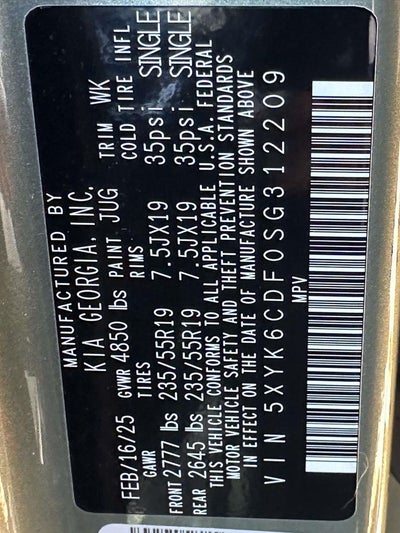 MANUFACTURED BY
KIA GEORGIA, INC.
FEB/16/25 GVWR 4850 lbs PAINT JUG TRIM WK
GAWR TIRES RIMS COLD TIRE INFL
FRONT 2777 lbs 235/55R19 7.5JX19 35psi SINGLE
REAR 2645 lbs 235/55R19 7.5JX19 35psi SINGLE
THIS VEHICLE CONFORMS TO ALL APPLICABLE U.S.A. FEDERAL
MOTOR VEHICLE SAFETY AND THEFT PREVENTION STANDARDS
IN EFFECT ON THE DATE OF MANUFACTURE SHOWN ABOVE
VIN 5XYK6CDF0SG312209
MPV